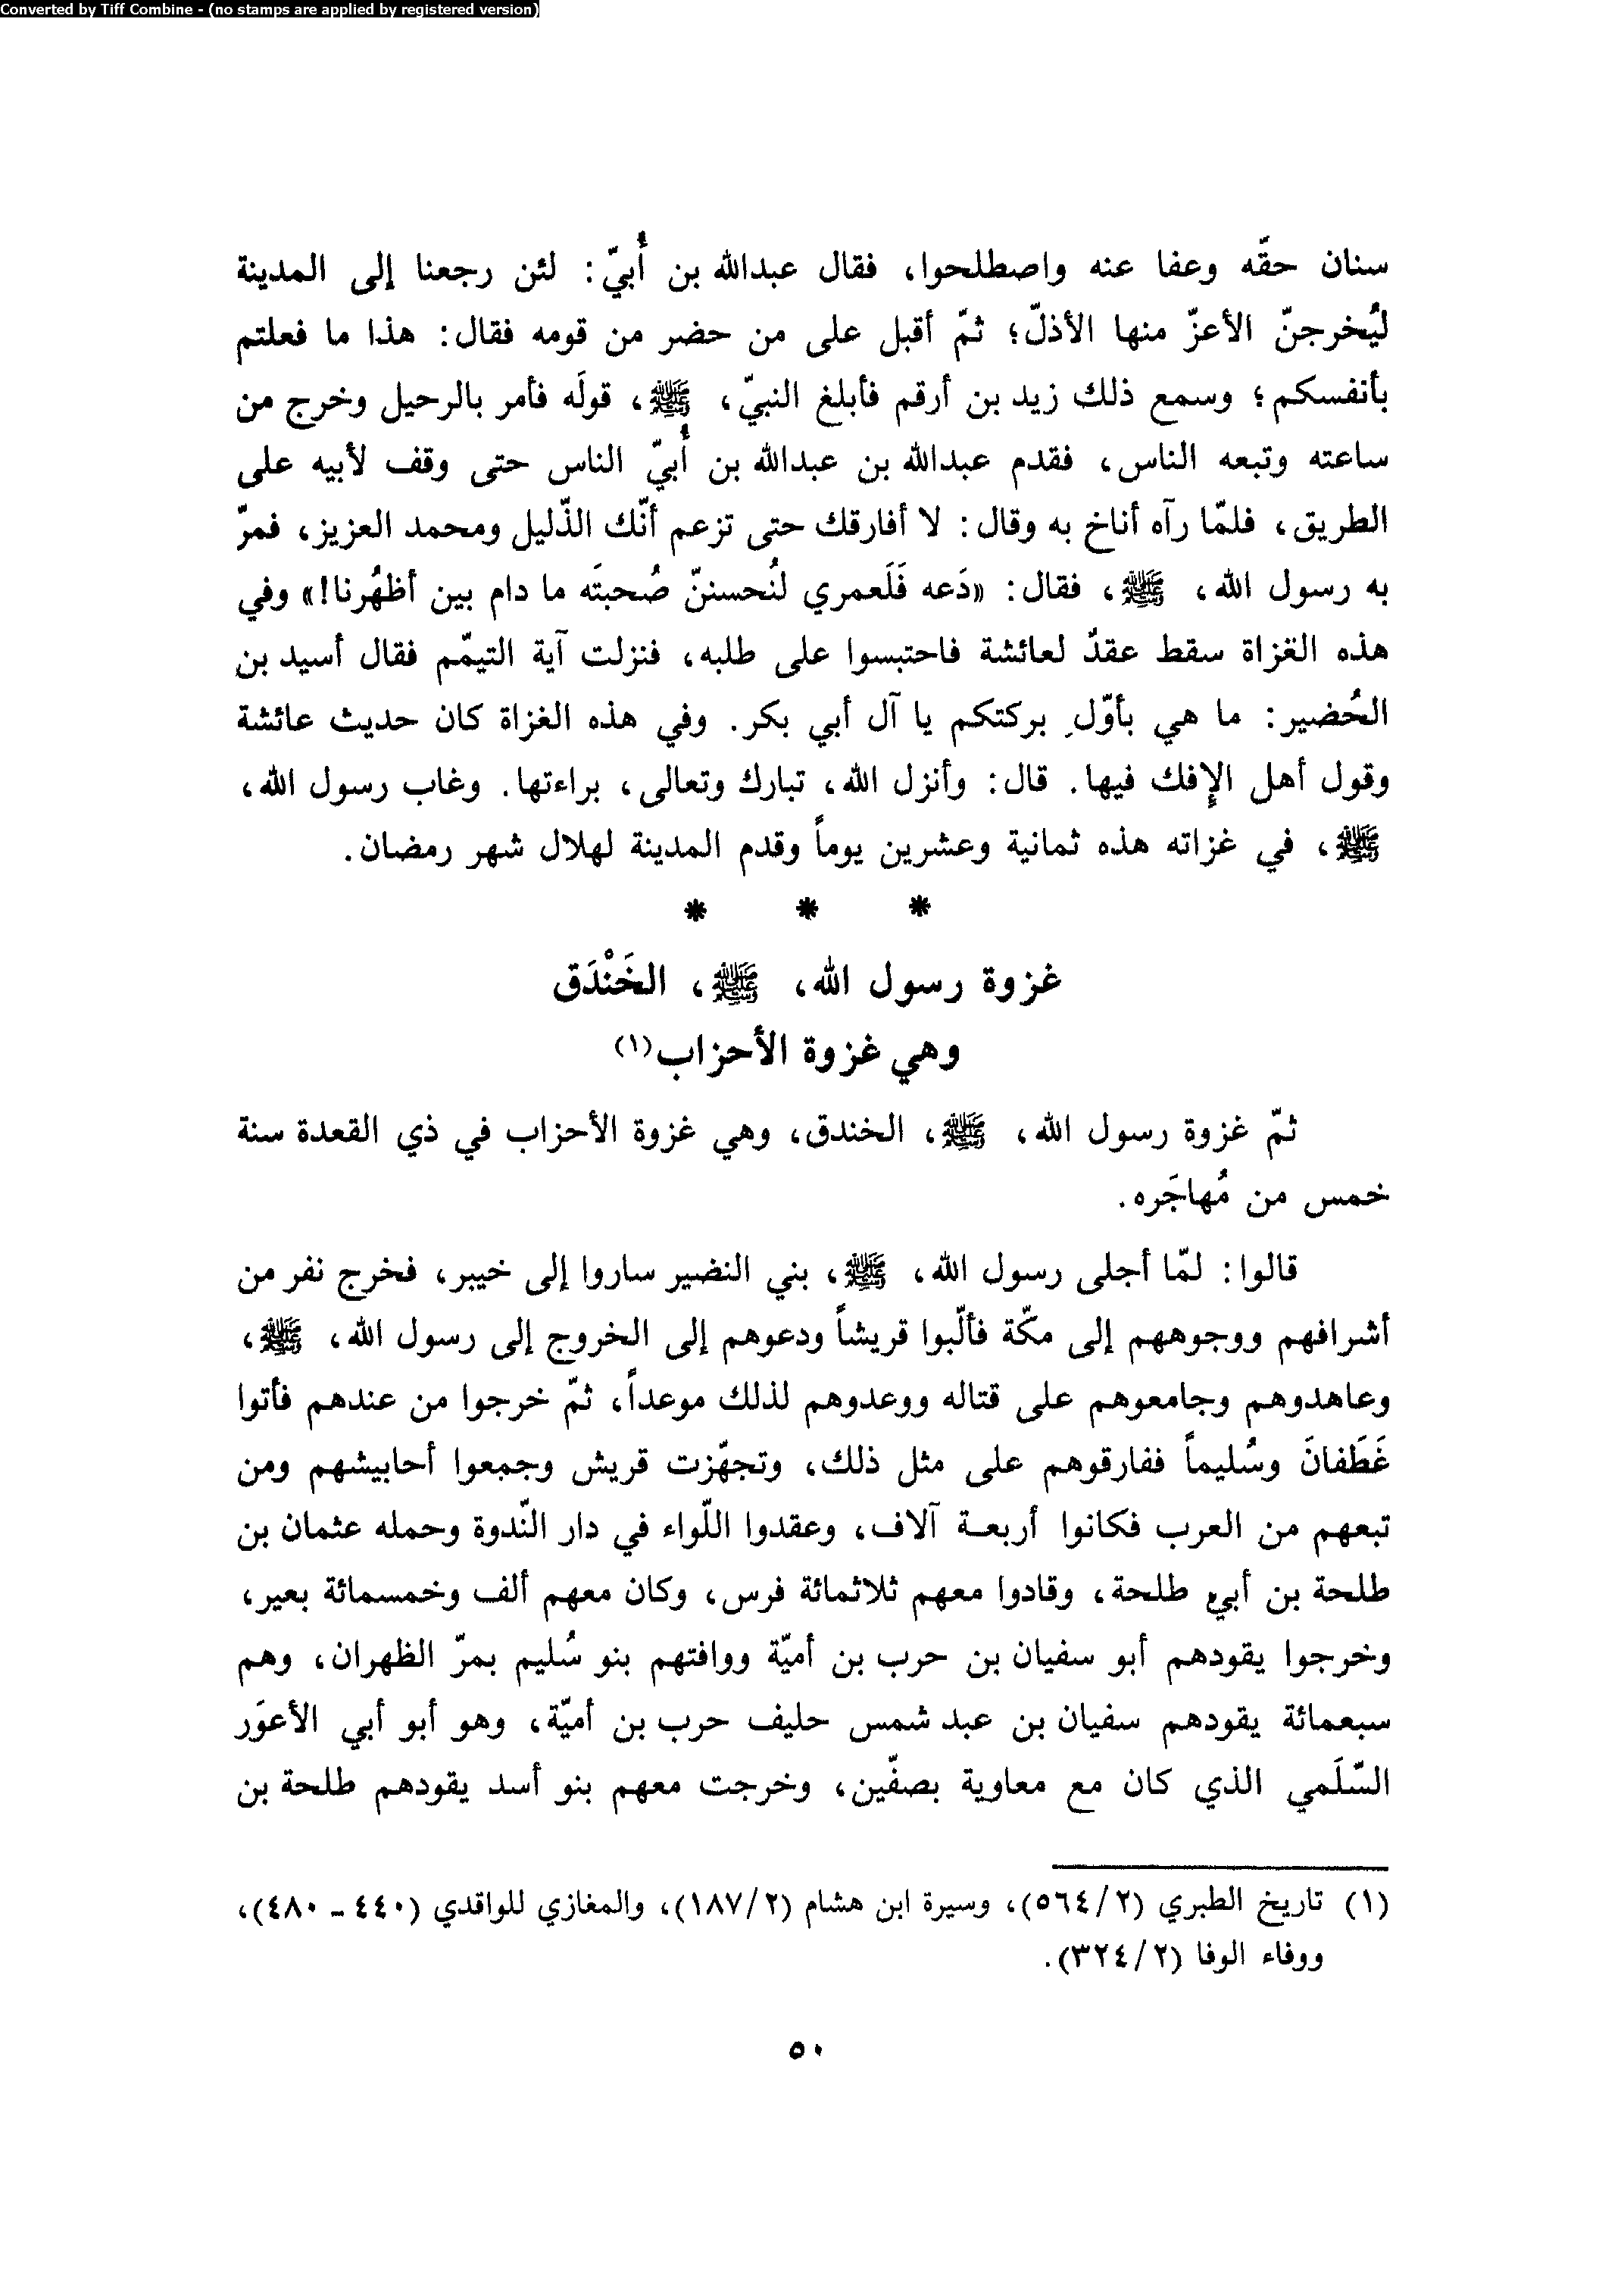 Converted by Tiff Combine - (no stamps are applied by registered version)
سنان حقّه وعفا عنه واصطلحوا، فقال عبدالله بن أُبيّ: لئن رجعنا إلى المدينة
ليُخرجنّ الأعزّ منها الأذلّ؛ ثمّ أقبل على من حضر من قومه فقال: هذا ما فعلتم
بأنفسكم؛ وسمع ذلك زيد بن أرقم فأبلغ النبيّ، ﷺ، قولَه فأمر بالرحيل وخرج من
ساعته وتبعه الناس، فقدم عبدالله بن عبدالله بن أُبيّ الناس حتى وقف لأبيه على
الطريق، فلمّا رآه أناخ به وقال: لا أفارقك حتى تزعم أنّك الذّليل ومحمد العزيز، فمرّ
به رسول الله، ﷺ، فقال: «دَعه فَلَعمري لنُحسننّ صُحبتَه ما دام بين أظهُرنا!» وفي
هذه الغزاة سقط عقدٌ لعائشة فاحتبسوا على طلبه، فنزلت آية التيمّم فقال أسيد بن
الحُضير: ما هي بأوّلِ بركتكم يا آل أبي بكر. وفي هذه الغزاة كان حديث عائشة
وقول أهل الإفك فيها. قال: وأنزل الله، تبارك وتعالى، براءتها. وغاب رسول الله،
ﷺ، في غزاته هذه ثمانية وعشرين يوماً وقدم المدينة لهلال شهر رمضان.
* * *
غزوة رسول الله، ﷺ، الخَنْدَق
وهي غزوة الأحزاب(١)
ثمّ غزوة رسول الله، ﷺ، الخندق، وهي غزوة الأحزاب في ذي القعدة سنة
خمس من مُهاجَره.
قالوا: لمّا أجلى رسول الله، ﷺ، بني النضير ساروا إلى خيبر، فخرج نفر من
أشرافهم ووجوههم إلى مكّة فألّبوا قريشاً ودعوهم إلى الخروج إلى رسول الله، ﷺ،
وعاهدوهم وجامعوهم على قتاله ووعدوهم لذلك موعداً، ثمّ خرجوا من عندهم فأتوا
غَطَفانَ وسُليماً ففارقوهم على مثل ذلك، وتجهّزت قريش وجمعوا أحابيشهم ومن
تبعهم من العرب فكانوا أربعة آلاف، وعقدوا اللّواء في دار النّدوة وحمله عثمان بن
طلحة بن أبي طلحة، وقادوا معهم ثلاثمائة فرس، وكان معهم ألف وخمسمائة بعير،
وخرجوا يقودهم أبو سفيان بن حرب بن أميّة ووافتهم بنو سُليم بمرّ الظهران، وهم
سبعمائة يقودهم سفيان بن عبد شمس حليف حرب بن أميّة، وهو أبو أبي الأعوَر
السّلَمي الذي كان مع معاوية بصفّين، وخرجت معهم بنو أسد يقودهم طلحة بن
(١) تاريخ الطبري (٥٦٤/٢)، وسيرة ابن هشام (١٨٧/٢)، والمغازي للواقدي (٤٤٠ - ٤٨٠)،
ووفاء الوفا (٣٢٤/٢).
٥٠